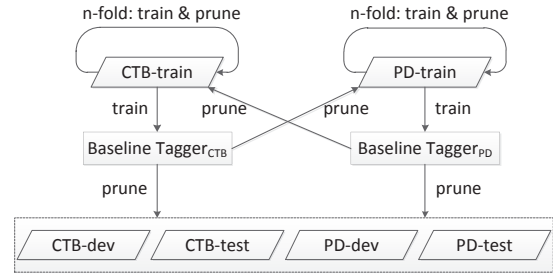 n-fold: train & prune n-fold: train & prune
CTB-train PD-train
train prune prune train
Baseline TaggerCTB Baseline TaggerPD
prune prune
CTB-dev CTB-test PD-dev PD-test